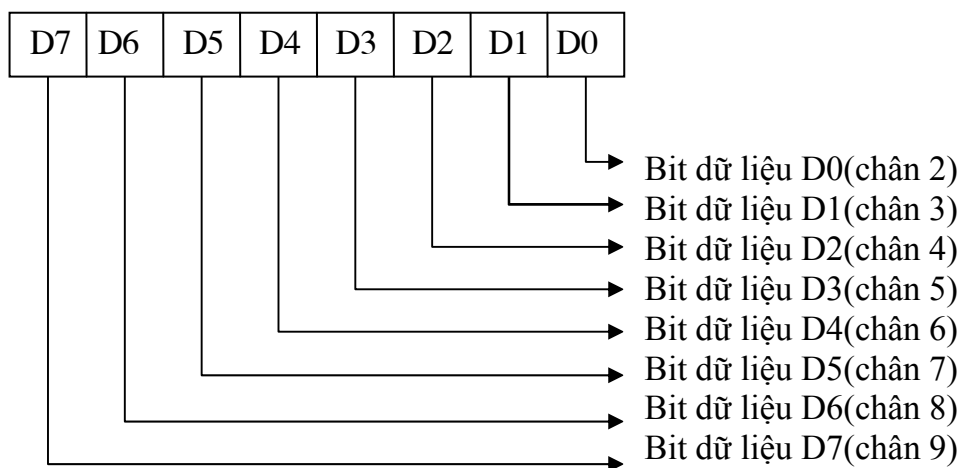 D7 D6 D5 D4 D3 D2 D1 D0
Bit dữ liệu D0(chân 2)
Bit dữ liệu D1(chân 3)
Bit dữ liệu D2(chân 4)
Bit dữ liệu D3(chân 5)
Bit dữ liệu D4(chân 6)
Bit dữ liệu D5(chân 7)
Bit dữ liệu D6(chân 8)
Bit dữ liệu D7(chân 9)